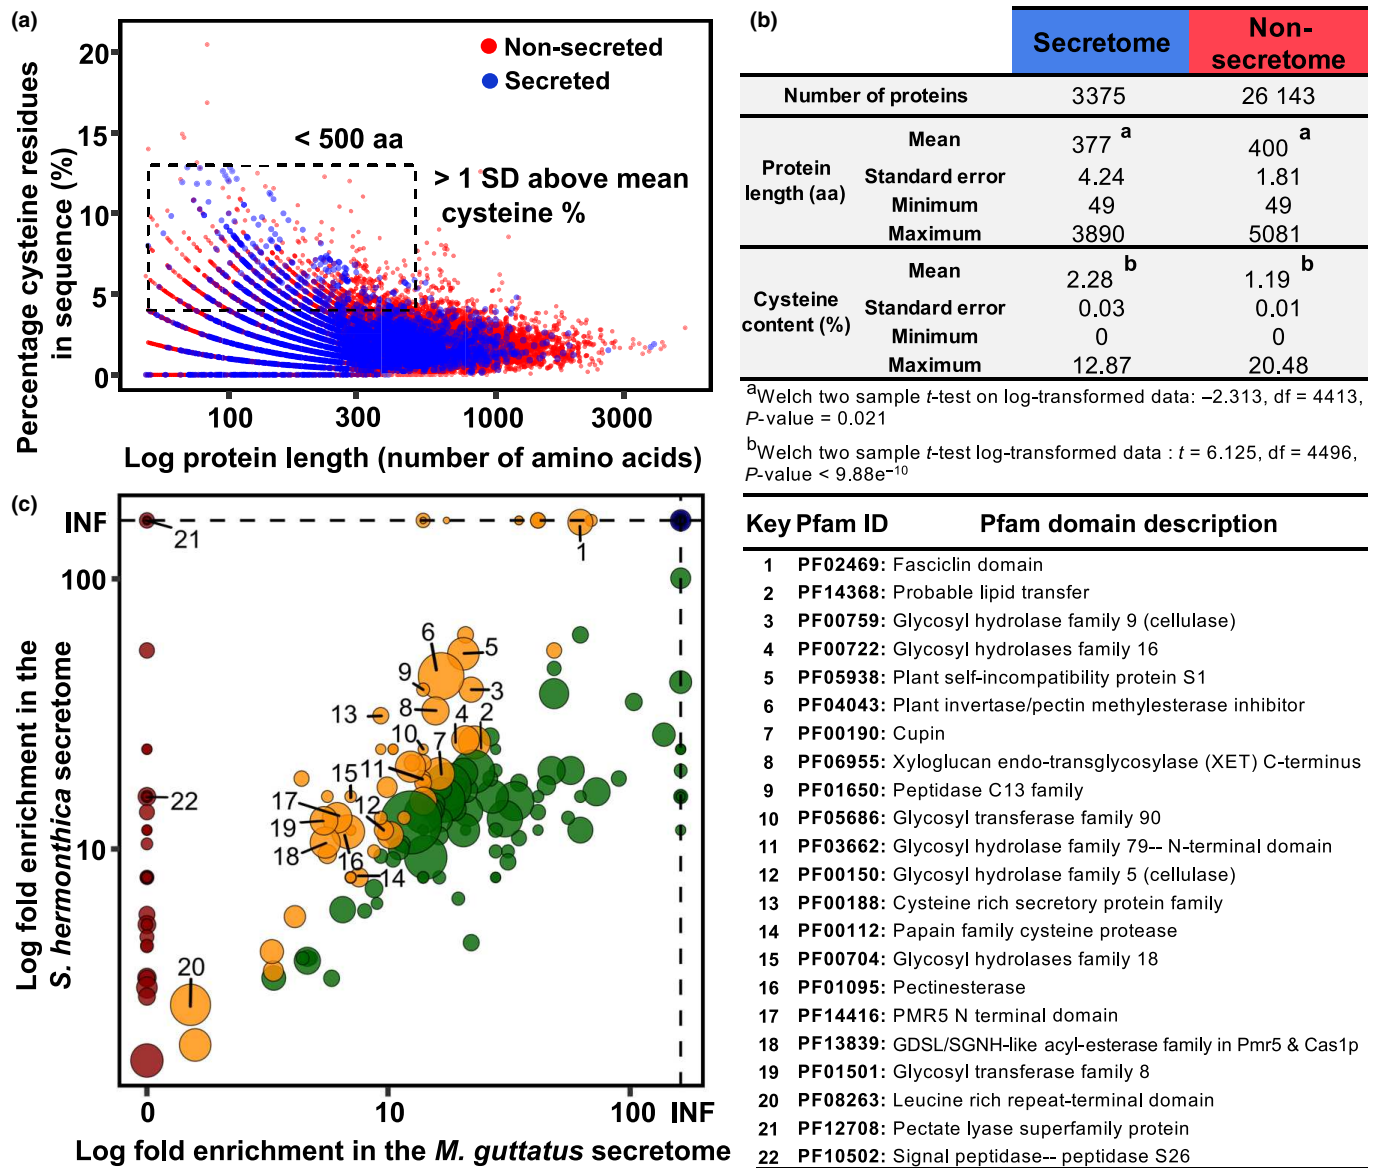 (a)
Percentage cysteine residues
in sequence (%)
20
15
10
5
0
Non-secreted
Secreted
< 500 aa
> 1 SD above mean
cysteine %
100
300
1000
3000
Log protein length (number of amino acids)
(b)
Secretome
Non-
secretome
Number of proteins 3375 26 143
Protein
length (aa)
Mean 377 a 400 a
Standard error 4.24 1.81
Minimum 49 49
Maximum 3890 5081
Cysteine
content (%)
Mean 2.28 b 1.19 b
Standard error 0.03 0.01
Minimum 0 0
Maximum 12.87 20.48
aWelch two sample t-test on log-transformed data: –2.313, df = 4413,
P-value = 0.021
bWelch two sample t-test log-transformed data : t = 6.125, df = 4496,
P-value < 9.88e−10
(c)
Log fold enrichment in the
S. hermonthica secretome
INF
100
10
21
1
6
5
9
3
8
13
4
2
10
7
11
15
12
17
19
22
18
16
14
20
0
10
100
INF
Log fold enrichment in the M. guttatus secretome
Key Pfam ID Pfam domain description
1 PF02469: Fasciclin domain
2 PF14368: Probable lipid transfer
3 PF00759: Glycosyl hydrolase family 9 (cellulase)
4 PF00722: Glycosyl hydrolases family 16
5 PF05938: Plant self-incompatibility protein S1
6 PF04043: Plant invertase/pectin methylesterase inhibitor
7 PF00190: Cupin
8 PF06955: Xyloglucan endo-transglycosylase (XET) C-terminus
9 PF01650: Peptidase C13 family
10 PF05686: Glycosyl transferase family 90
11 PF03662: Glycosyl hydrolase family 79-- N-terminal domain
12 PF00150: Glycosyl hydrolase family 5 (cellulase)
13 PF00188: Cysteine rich secretory protein family
14 PF00112: Papain family cysteine protease
15 PF00704: Glycosyl hydrolases family 18
16 PF01095: Pectinesterase
17 PF14416: PMR5 N terminal domain
18 PF13839: GDSL/SGNH-like acyl-esterase family in Pmr5 & Cas1p
19 PF01501: Glycosyl transferase family 8
20 PF08263: Leucine rich repeat-terminal domain
21 PF12708: Pectate lyase superfamily protein
22 PF10502: Signal peptidase-- peptidase S26